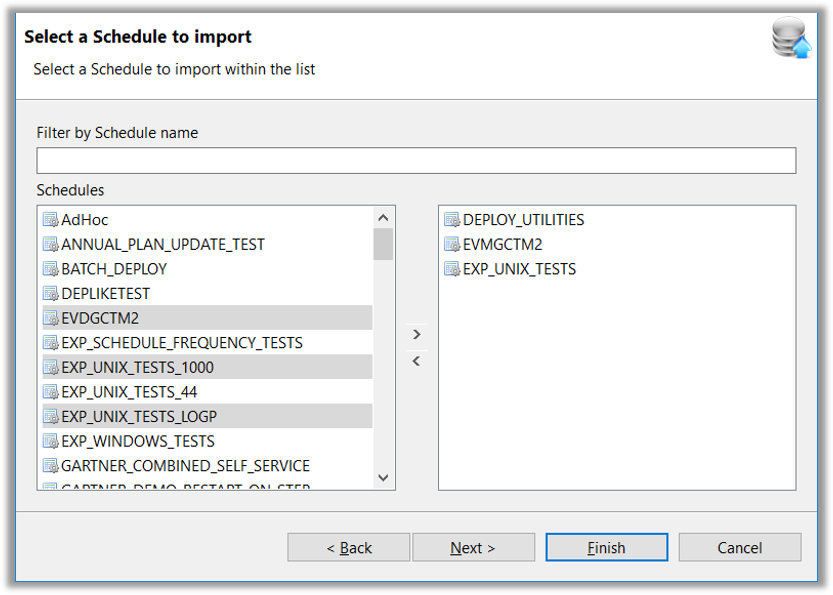 Select a Schedule to import
Select a Schedule to import within the list
Filter by Schedule name
Schedules
AdHoc
ANNUAL_PLAN_UPDATE_TEST
BATCH_DEPLOY
DEPLIKETEST
EVDGCTM2
EXP_SCHEDULE_FREQUENCY_TESTS
EXP_UNIX_TESTS_1000
EXP_UNIX_TESTS_44
EXP_UNIX_TESTS_LOGP
EXP_WINDOWS_TESTS
GARTNER_COMBINED_SELF_SERVICE
GARTNER_DEMO_RESTART_ON_STEP
>
<
DEPLOY_UTILITIES
EVMGCTM2
EXP_UNIX_TESTS
< Back
Next >
Finish
Cancel